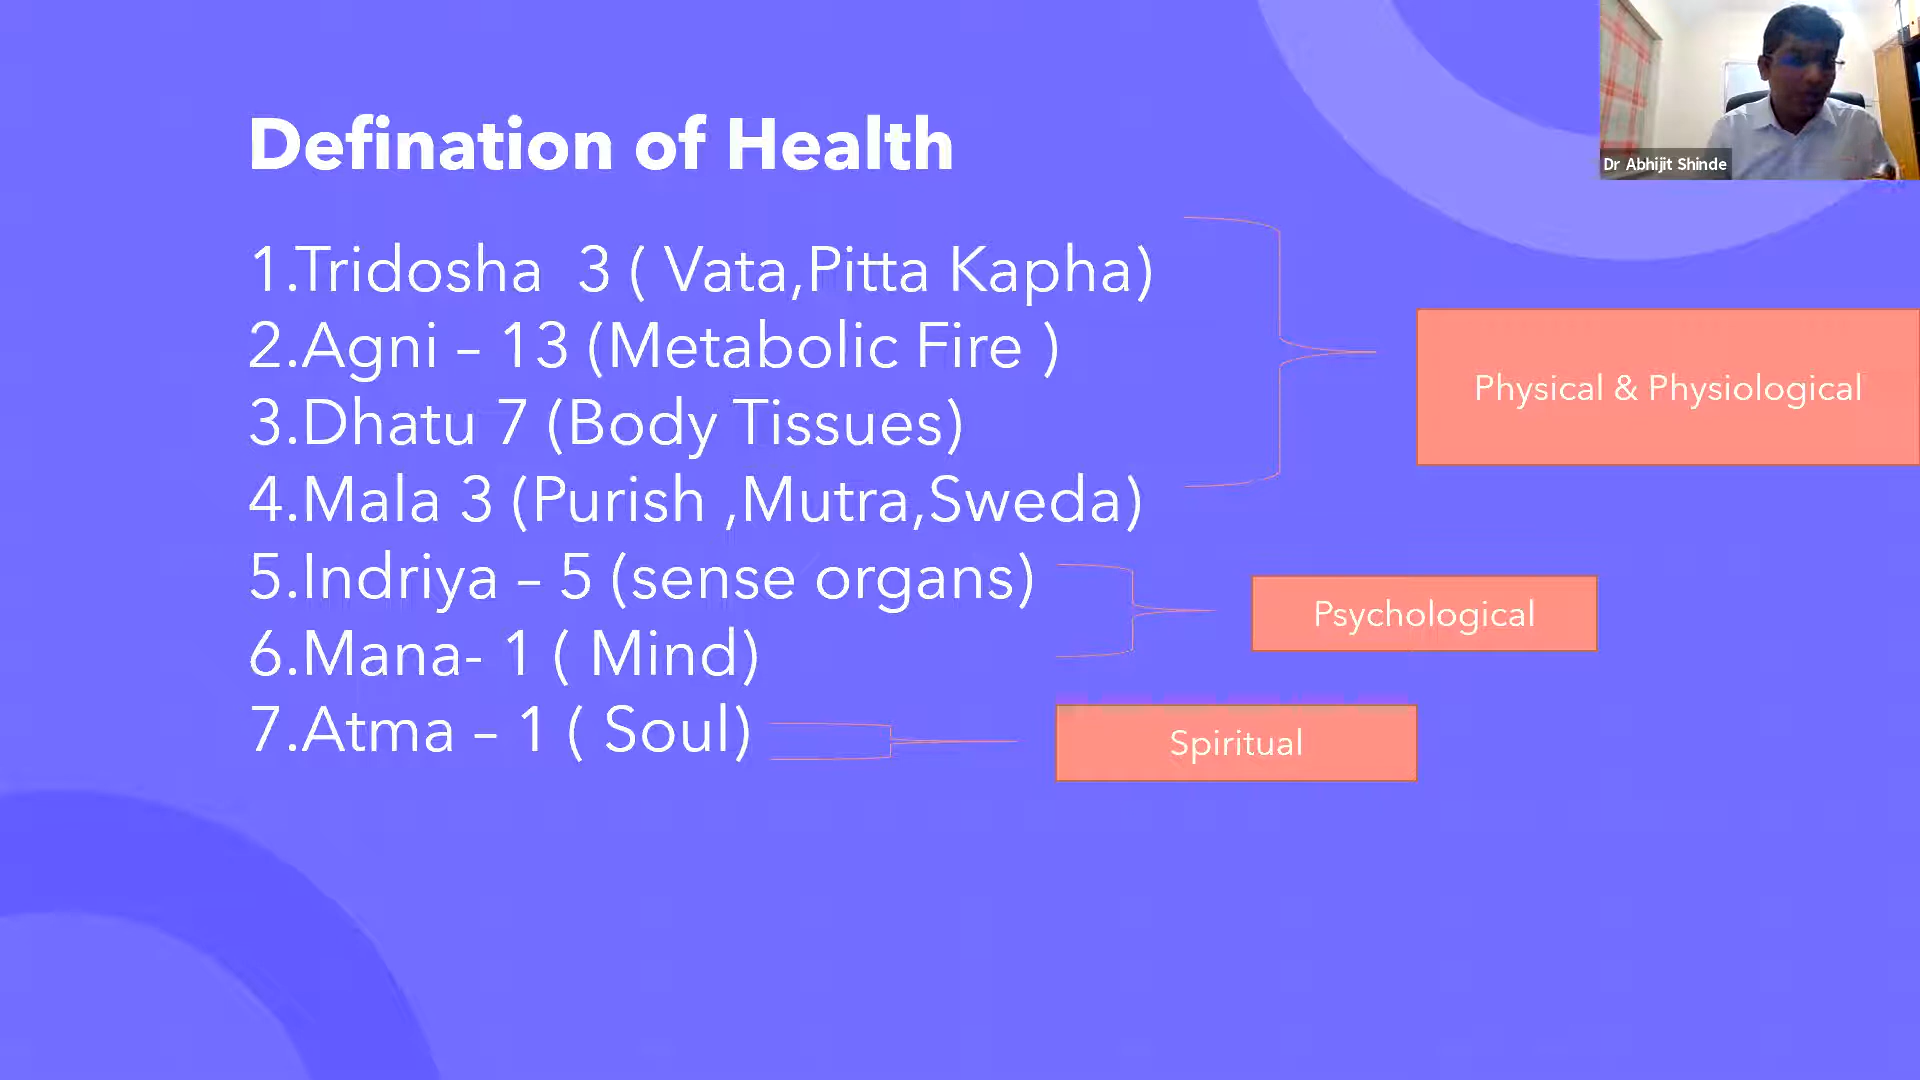 Defination of Health
1.Tridosha 3 ( Vata,Pitta Kapha)
2.Agni – 13 (Metabolic Fire )
3.Dhatu 7 (Body Tissues)
4.Mala 3 (Purish ,Mutra,Sweda)
5.Indriya – 5 (sense organs)
6.Mana- 1 ( Mind)
7.Atma – 1 ( Soul)
Physical & Physiological
Psychological
Spiritual
Dr Abhijit Shinde